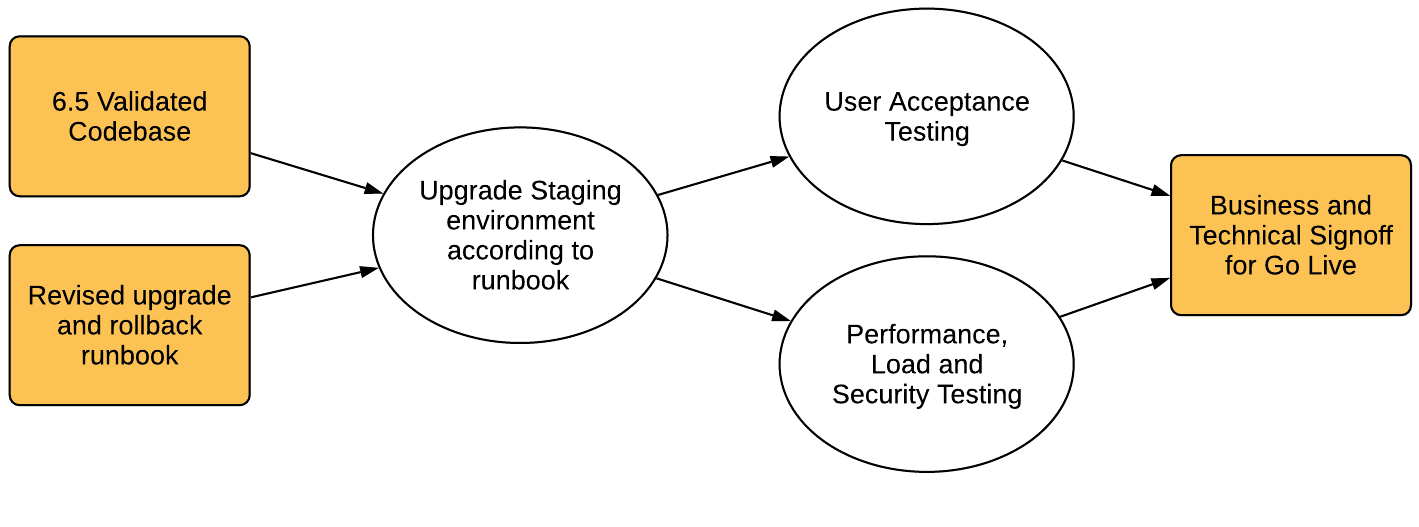 6.5 Validated
Codebase
Revised upgrade
and rollback
runbook
Upgrade Staging
environment
according to
runbook
User Acceptance
Testing
Performance,
Load and
Security Testing
Business and
Technical Signoff
for Go Live